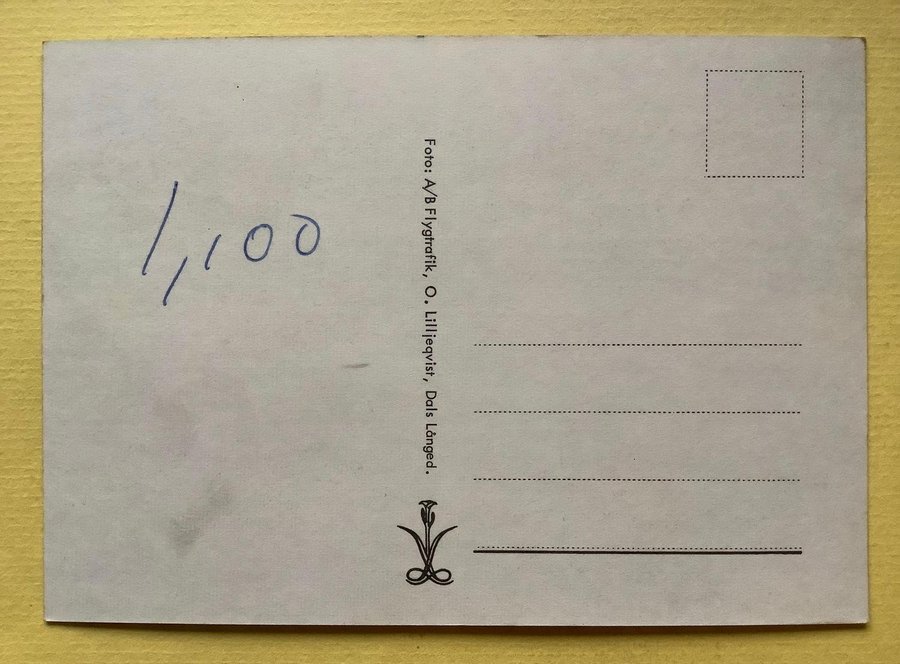 1,100
Foto: A/B Flygtrafik, O. Lilljeqvist, Dals Långed.